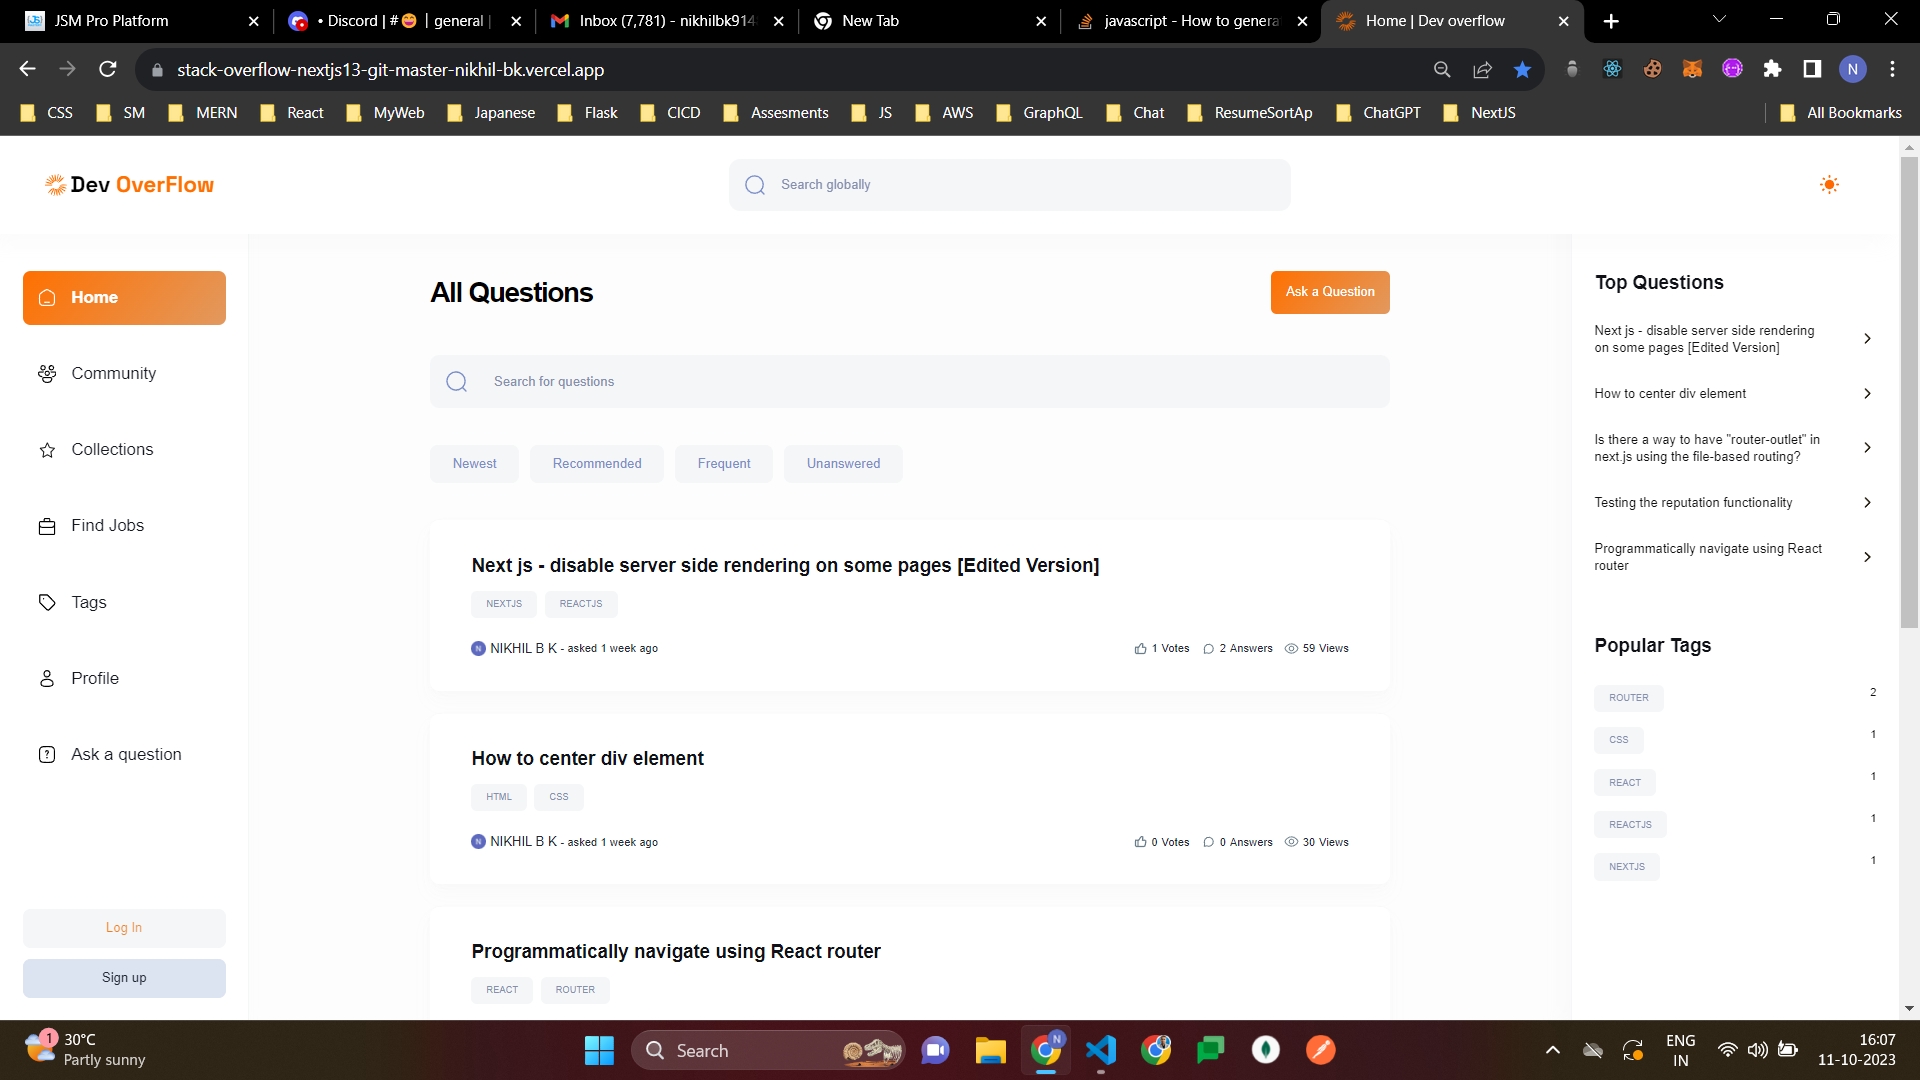 JSM Pro Platform
• Discord | #😄 | general |
Inbox (7,781) - nikhilbk914
New Tab
javascript - How to genera
Home | Dev overflow
stack-overflow-nextjs13-git-master-nikhil-bk.vercel.app
N
CSS
SM
MERN
React
MyWeb
Japanese
Flask
CICD
Assesments
JS
AWS
GraphQL
Chat
ResumeSortAp
ChatGPT
NextJS
All Bookmarks
Dev OverFlow
Search globally
Home
Community
Collections
Find Jobs
Tags
Profile
Ask a question
Log In
Sign up
All Questions
Ask a Question
Search for questions
Newest
Recommended
Frequent
Unanswered
Next js - disable server side rendering on some pages [Edited Version]
NEXTJS
REACTJS
N NIKHIL B K - asked 1 week ago
1 Votes
2 Answers
59 Views
How to center div element
HTML
CSS
N NIKHIL B K - asked 1 week ago
0 Votes
0 Answers
30 Views
Programmatically navigate using React router
REACT
ROUTER
Top Questions
Next js - disable server side rendering
on some pages [Edited Version]
How to center div element
Is there a way to have "router-outlet" in
next.js using the file-based routing?
Testing the reputation functionality
Programmatically navigate using React
router
Popular Tags
ROUTER 2
CSS 1
REACT 1
REACTJS 1
NEXTJS 1
1
30°C
Partly sunny
Search
N
ENG
IN
16:07
11-10-2023